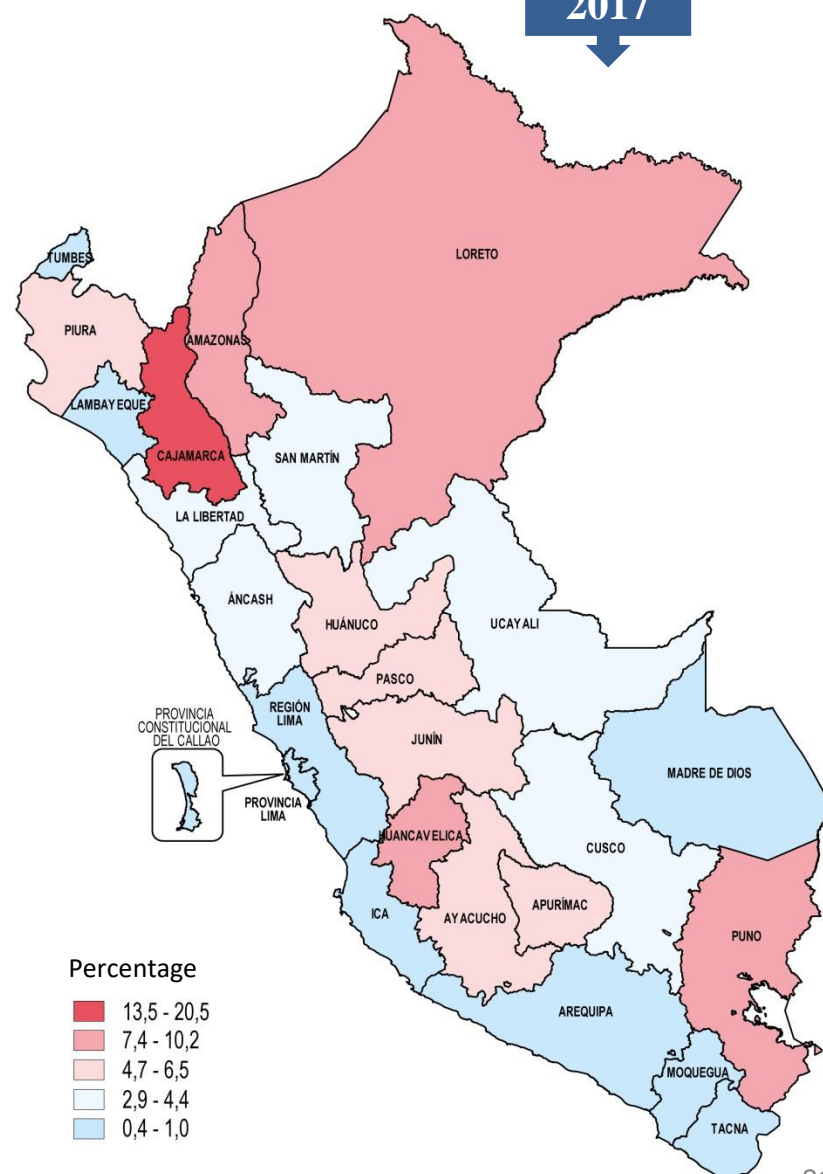 2017
LORETO
TUMBES
PIURA
AMAZONAS
LAMBAYEQUE
CAJAMARCA
SAN MARTÍN
LA LIBERTAD
ÁNCASH
HUÁNUCO
UCAYALI
PASCO
REGIÓN
LIMA
PROVINCIA
CONSTITUCIONAL
DEL CALLAO
JUNÍN
MADRE DE DIOS
PROVINCIA
LIMA
HUANCAVELICA
CUSCO
ICA
AYACUCHO
APURÍMAC
PUNO
AREQUIPA
MOQUEGUA
TACNA
Percentage
13,5 - 20,5
7,4 - 10,2
4,7 - 6,5
2,9 - 4,4
0,4 - 1,0